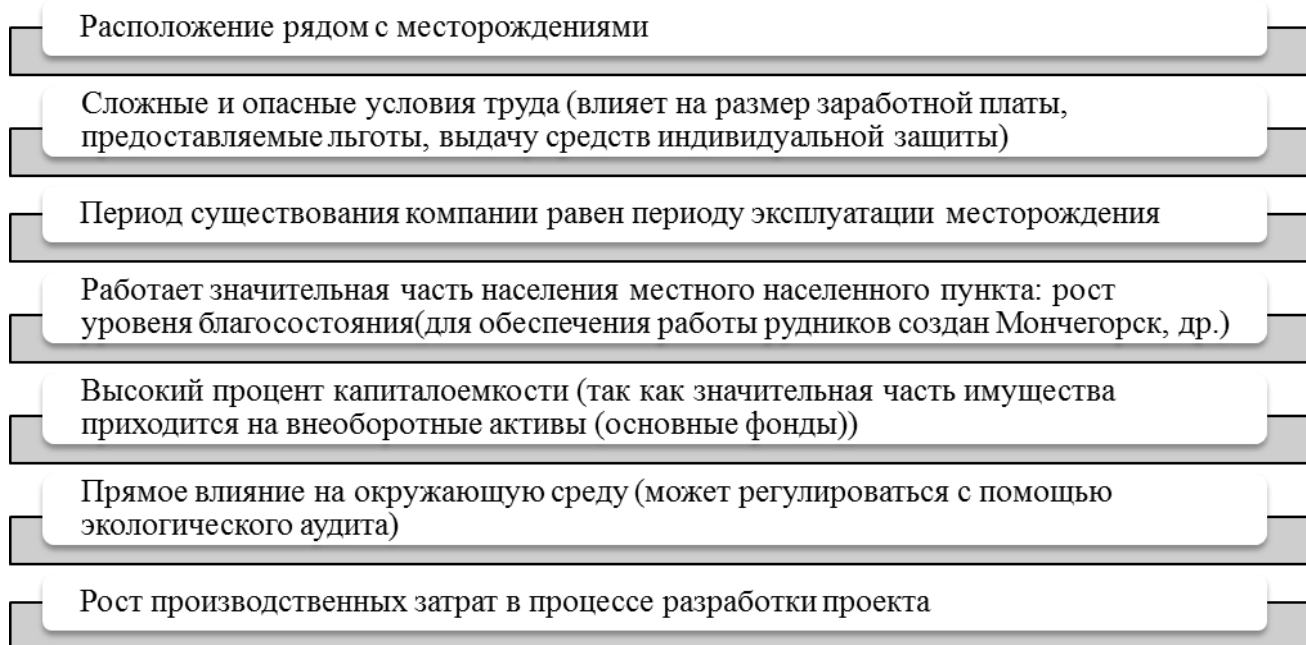 Расположение рядом с месторождениями
Сложные и опасные условия труда (влияет на размер заработной платы,
предоставляемые льготы, выдачу средств индивидуальной защиты)
Период существования компании равен периоду эксплуатации месторождения
Работает значительная часть населения местного населенного пункта: рост
уровеня благосостояния(для обеспечения работы рудников создан Мончегорск, др.)
Высокий процент капиталоемкости (так как значительная часть имущества
приходится на внеоборотные активы (основные фонды))
Прямое влияние на окружающую среду (может регулироваться с помощью
экологического аудита)
Рост производственных затрат в процессе разработки проекта